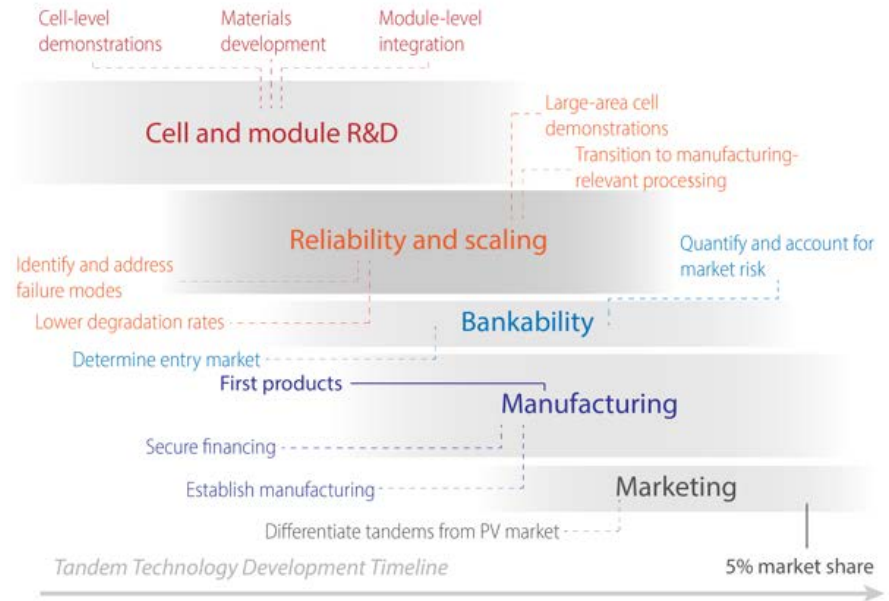 Cell-level
demonstrations
Materials
development
Module-level
integration
Cell and module R&D
Large-area cell
demonstrations
Transition to manufacturing-
relevant processing
Reliability and scaling
Quantify and account for
market risk
Identify and address
failure modes
Lower degradation rates
Bankability
Determine entry market
First products
Manufacturing
Secure financing
Establish manufacturing
Marketing
Differentiate tandems from PV market
Tandem Technology Development Timeline
5% market share